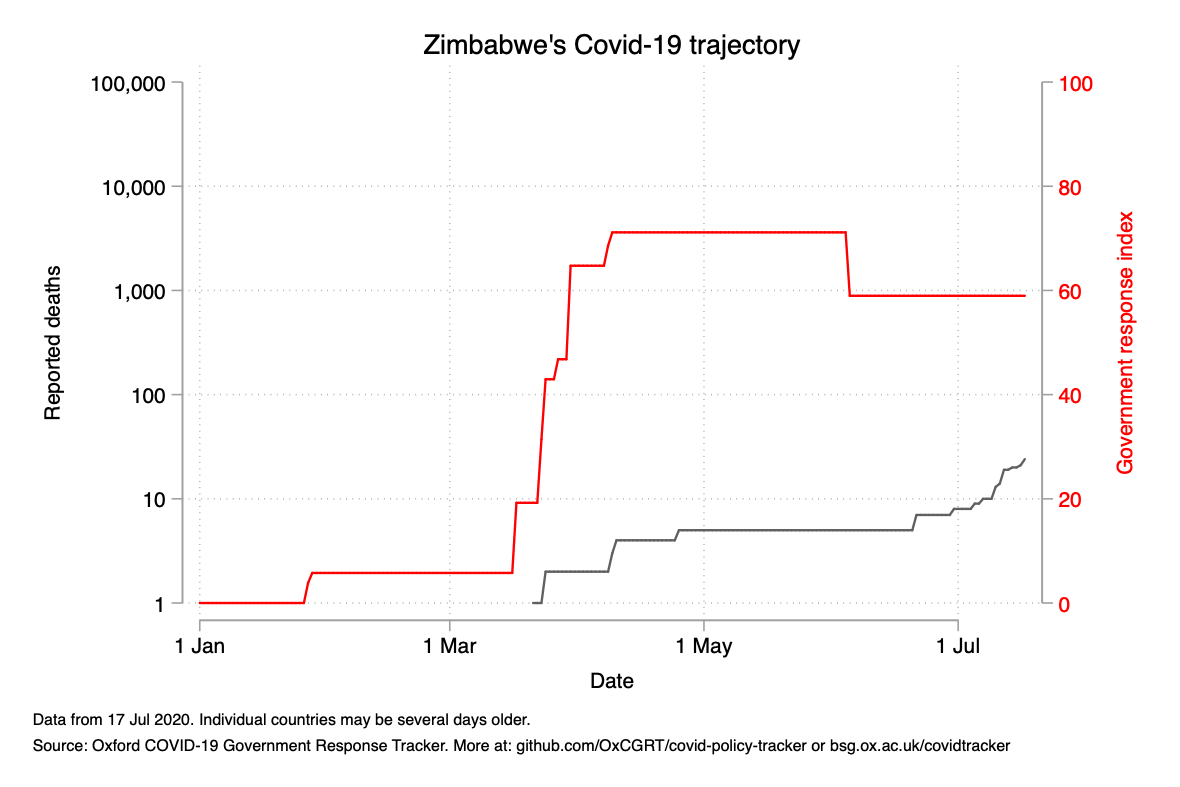 Zimbabwe's Covid-19 trajectory
100,000
10,000
1,000
100
10
1
Reported deaths
100
80
60
40
20
0
Government response index
1 Jan
1 Mar
1 May
1 Jul
Date
Data from 17 Jul 2020. Individual countries may be several days older.
Source: Oxford COVID-19 Government Response Tracker. More at: github.com/OxCGRT/covid-policy-tracker or bsg.ox.ac.uk/covidtracker